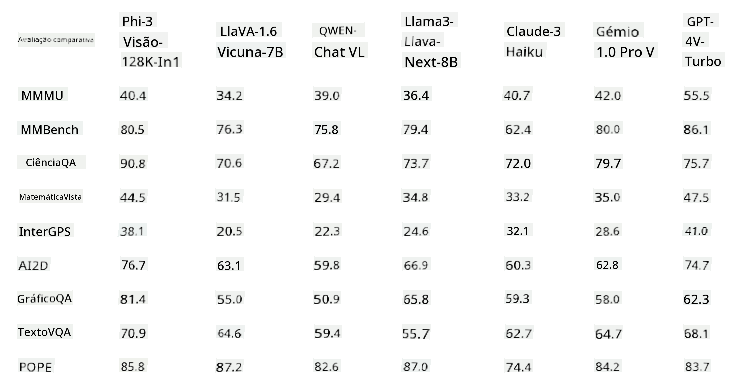 Avaliação comparativa Phi-3 Visão-128K-In1 LlaVA-1.6 Vicuna-7B QWEN-Chat VL Llama3-Llava-Next-8B Claude-3 Haiku Gémio 1.0 Pro V GPT-4V-Turbo
MMMU 40.4 34.2 39.0 36.4 40.7 42.0 55.5
MMBench 80.5 76.3 75.8 79.4 62.4 80.0 86.1
CiênciaQA 90.8 70.6 67.2 73.7 72.0 79.7 75.7
MatemáticaVista 44.5 31.5 29.4 34.8 33.2 35.0 47.5
InterGPS 38.1 20.5 22.3 24.6 32.1 28.6 41.0
AI2D 76.7 63.1 59.8 66.9 60.3 62.8 74.7
GráficoQA 81.4 55.0 50.9 65.8 59.3 58.0 62.3
TextoVQA 70.9 64.6 59.4 55.7 62.7 64.7 68.1
POPE 85.8 87.2 82.6 87.0 74.4 84.2 83.7